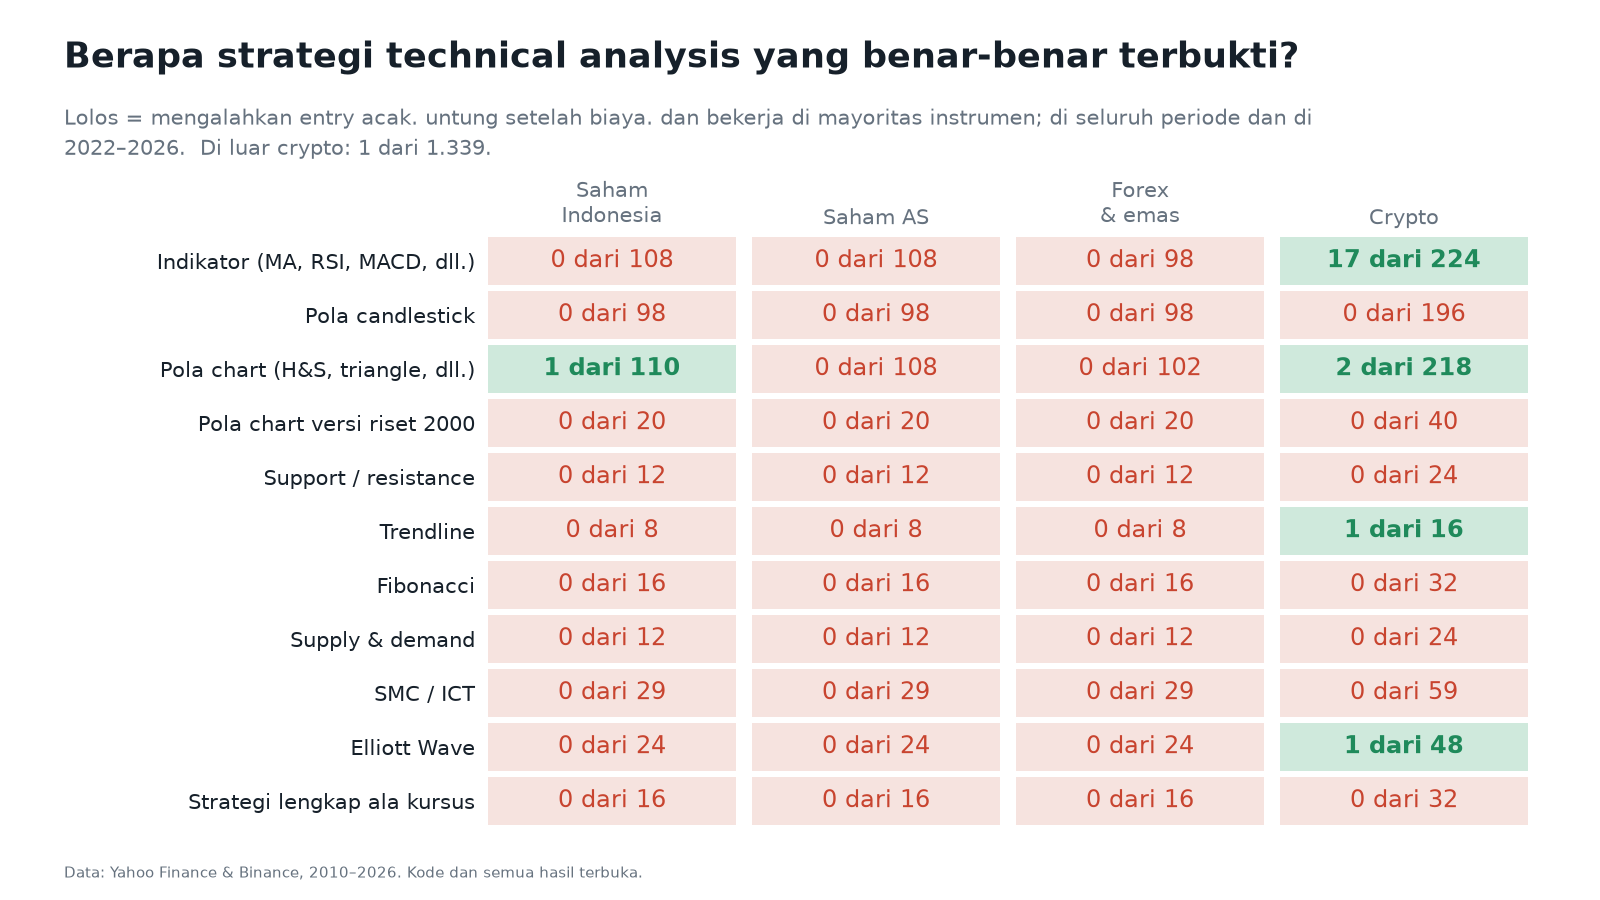 Berapa strategi technical analysis yang benar-benar terbukti?
Lolos = mengalahkan entry acak. untung setelah biaya. dan bekerja di mayoritas instrumen; di seluruh periode dan di
2022–2026.  Di luar crypto: 1 dari 1.339.
Saham
Indonesia
Saham AS
Forex
& emas
Crypto
Indikator (MA, RSI, MACD, dll.) 0 dari 108 0 dari 108 0 dari 98 17 dari 224
Pola candlestick 0 dari 98 0 dari 98 0 dari 98 0 dari 196
Pola chart (H&S, triangle, dll.) 1 dari 110 0 dari 108 0 dari 102 2 dari 218
Pola chart versi riset 2000 0 dari 20 0 dari 20 0 dari 20 0 dari 40
Support / resistance 0 dari 12 0 dari 12 0 dari 12 0 dari 24
Trendline 0 dari 8 0 dari 8 0 dari 8 1 dari 16
Fibonacci 0 dari 16 0 dari 16 0 dari 16 0 dari 32
Supply & demand 0 dari 12 0 dari 12 0 dari 12 0 dari 24
SMC / ICT 0 dari 29 0 dari 29 0 dari 29 0 dari 59
Elliott Wave 0 dari 24 0 dari 24 0 dari 24 1 dari 48
Strategi lengkap ala kursus 0 dari 16 0 dari 16 0 dari 16 0 dari 32
Data: Yahoo Finance & Binance, 2010–2026. Kode dan semua hasil terbuka.